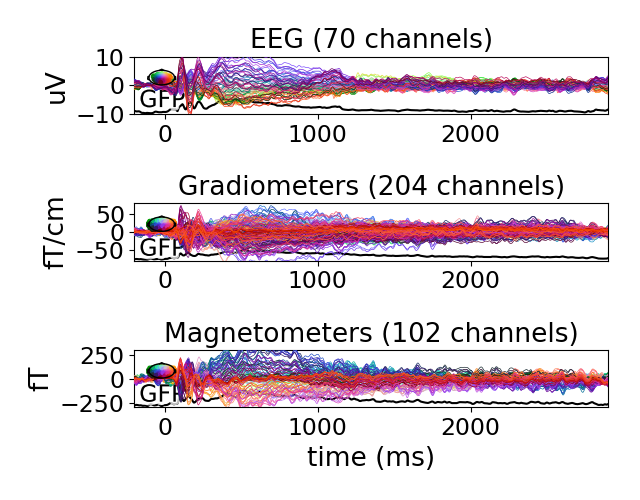 EEG (70 channels)
uV
10
0
−10
GFP
0
1000
2000
Gradiometers (204 channels)
fT/cm
50
0
−50
GFP
0
1000
2000
Magnetometers (102 channels)
fT
250
0
−250
GFP
0
1000
2000
time (ms)